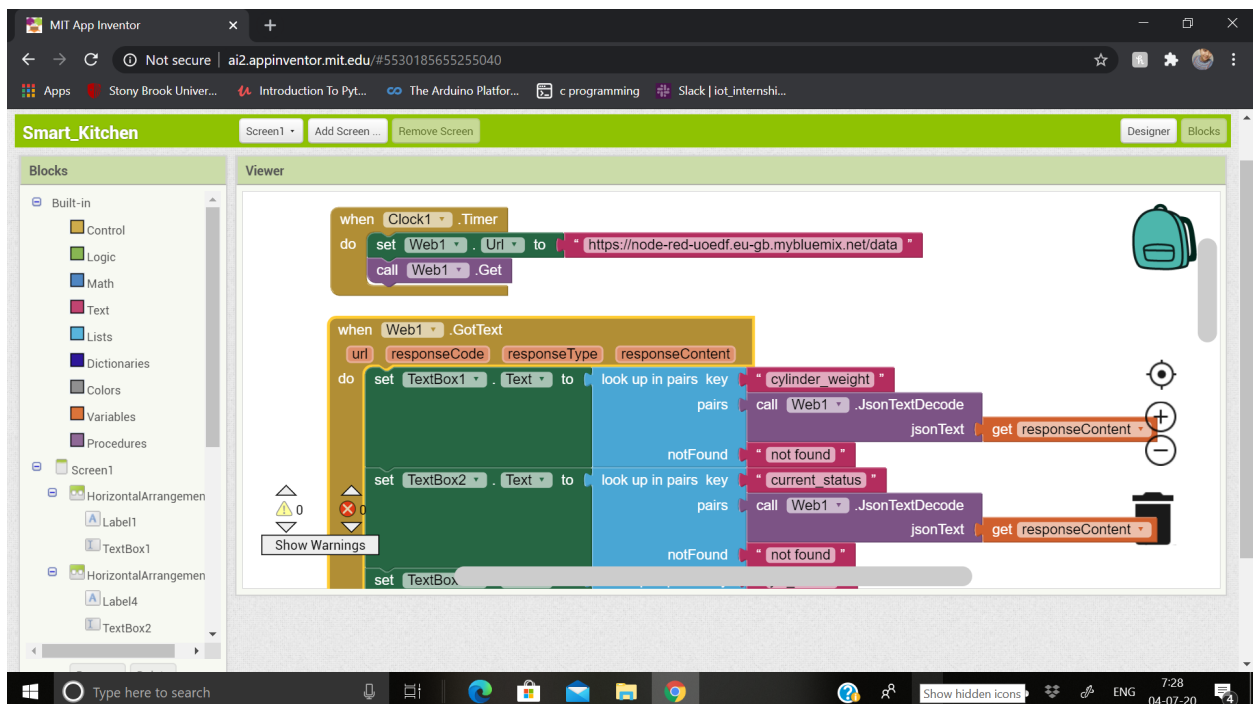 MIT App Inventor
Not secure | ai2.appinventor.mit.edu/#5530185655255040
Apps Stony Brook Univer... Introduction To Pyt... The Arduino Platfor... c programming Slack | iot_internshi...
Smart_Kitchen Screen1 Add Screen ... Remove Screen Designer Blocks
Blocks Viewer
Built-in
Control
Logic
Math
Text
Lists
Dictionaries
Colors
Variables
Procedures
Screen1
HorizontalArrangemen
Label1
TextBox1
HorizontalArrangemen
Label4
TextBox2
when Clock1 .Timer
do set Web1 . Url to " https://node-red-uoedf.eu-gb.mybluemix.net/data "
call Web1 .Get
when Web1 .GotText
url responseCode responseType responseContent
do set TextBox1 . Text to look up in pairs key " cylinder_weight "
pairs call Web1 .JsonTextDecode
jsonText get responseContent
notFound " not found "
set TextBox2 . Text to look up in pairs key " current_status "
pairs call Web1 .JsonTextDecode
jsonText get responseContent
notFound " not found "
set TextBox
0 0
Show Warnings
Type here to search
Show hidden icons
ENG
7:28
04-07-20
4